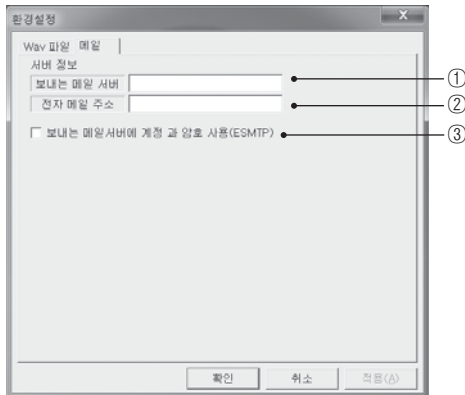 환경설정
X
Wav 파일 메일
서버 정보
보내는 메일 서버 ①
전자 메일 주소 ②
보내는 메일서버에 계정 과 암호 사용(ESMTP) ③
확인 취소 적용(A)